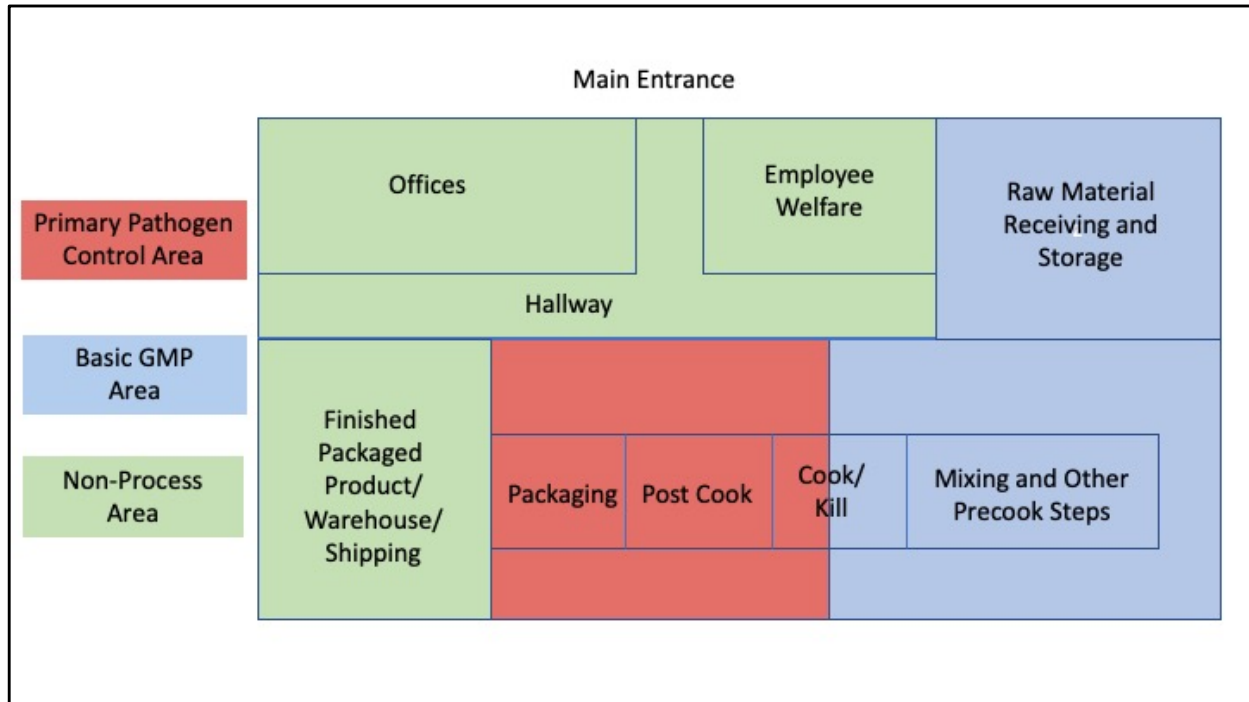 Main Entrance
Offices
Employee
Welfare
Raw Material
Receiving and
Storage
Primary Pathogen
Control Area
Hallway
Basic GMP
Area
Non-Process
Area
Finished
Packaged
Product/
Warehouse/
Shipping
Packaging
Post Cook
Cook/
Kill
Mixing and Other
Precook Steps